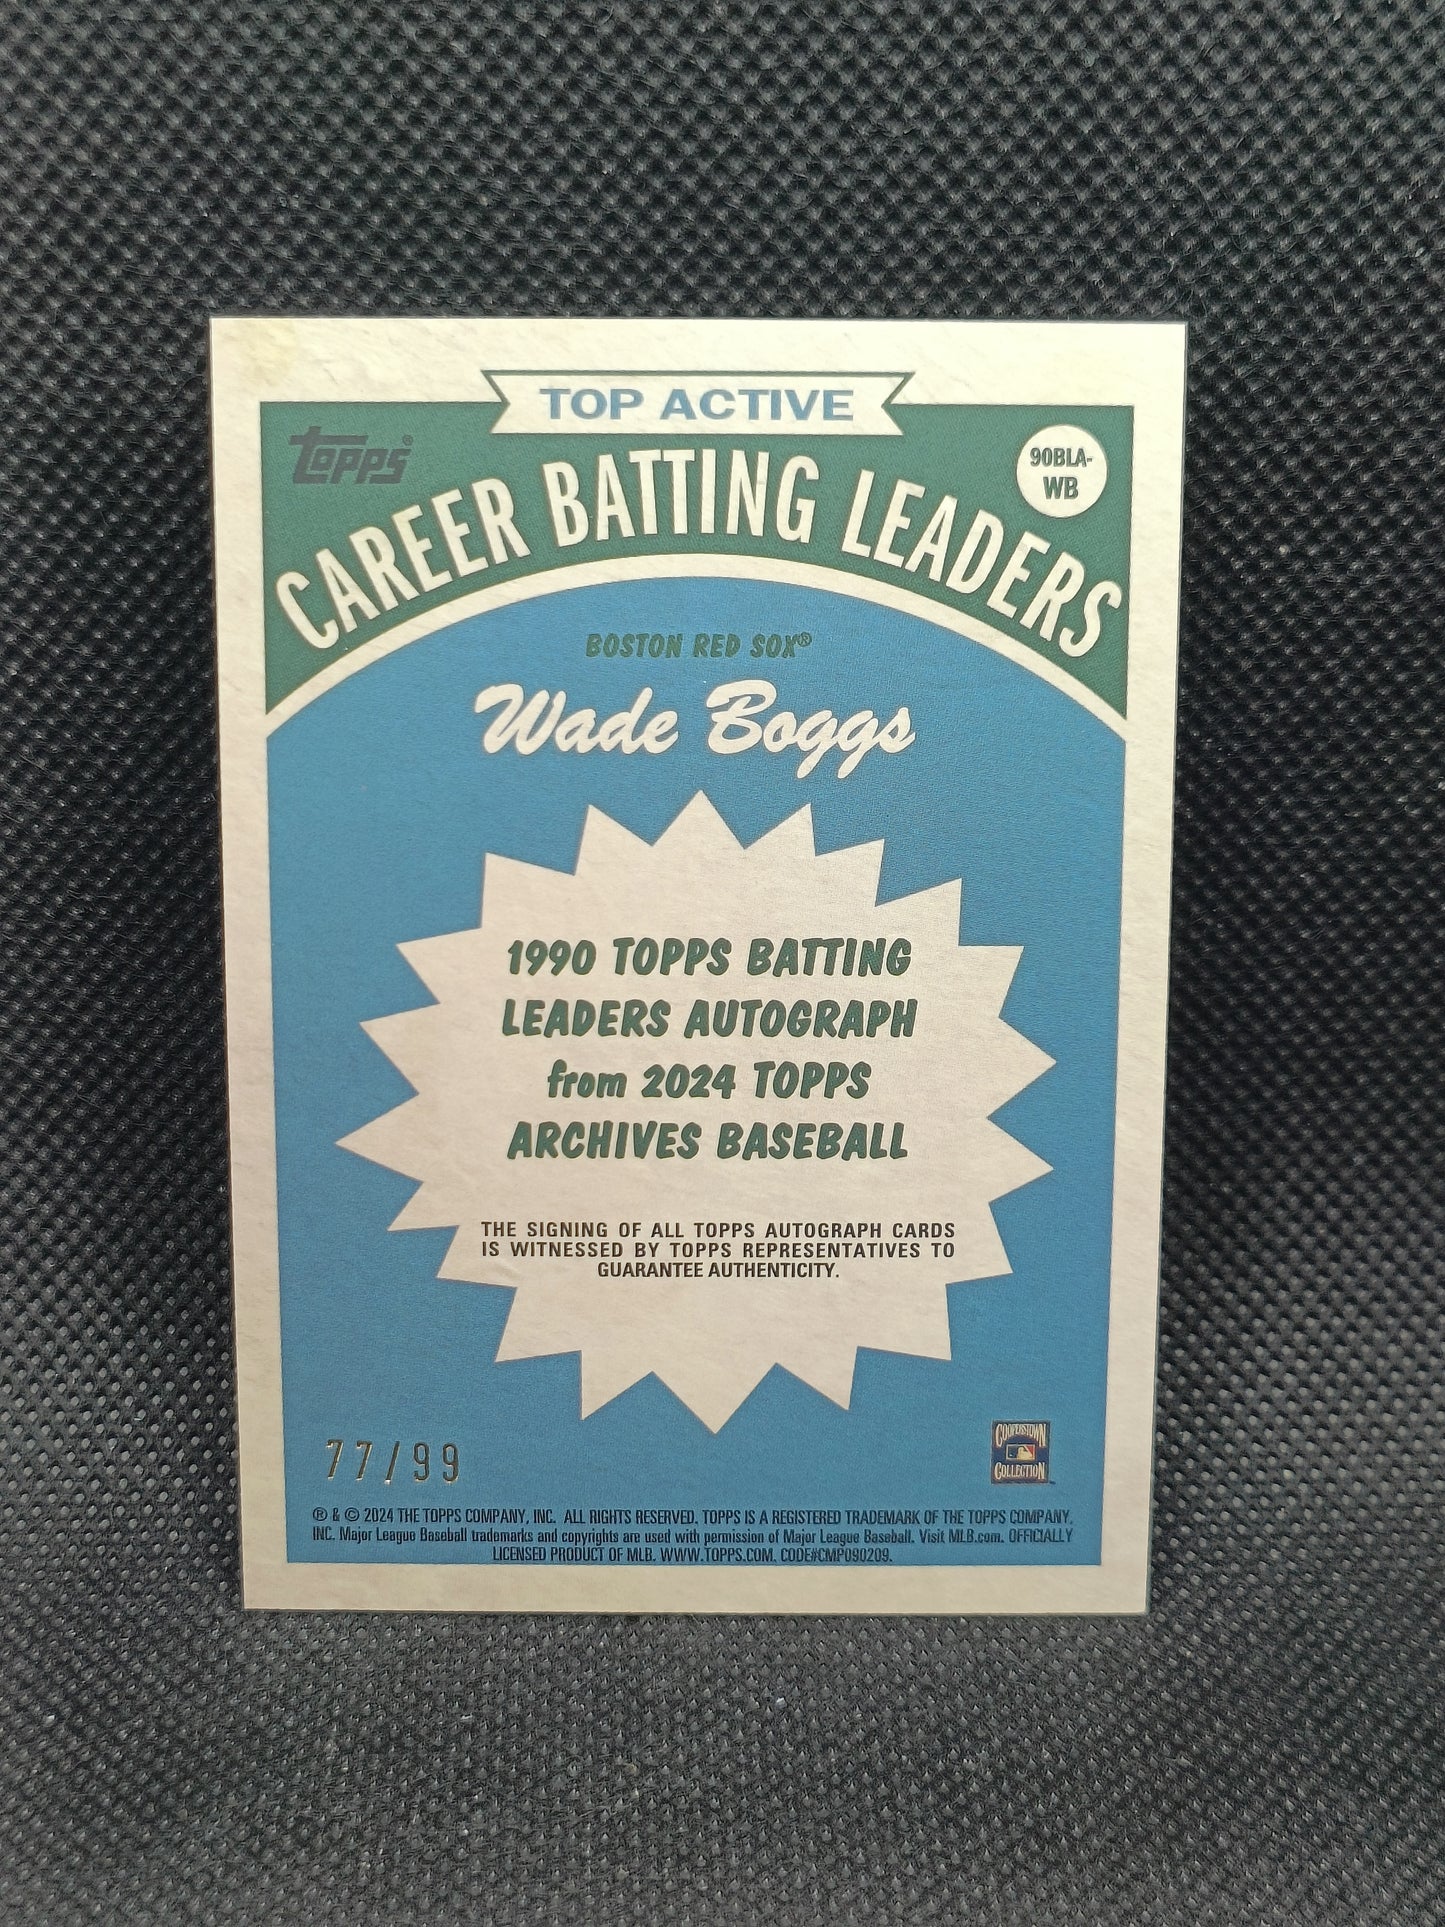 TOP ACTIVE
topps®
90BLA-
WB
CAREER BATTING LEADERS
BOSTON RED SOX®
Wade Boggs
1990 TOPPS BATTING
LEADERS AUTOGRAPH
from 2024 TOPPS
ARCHIVES BASEBALL
THE SIGNING OF ALL TOPPS AUTOGRAPH CARDS
IS WITNESSED BY TOPPS REPRESENTATIVES TO
GUARANTEE AUTHENTICITY.
77/99
COOPERSTOWN
COLLECTION
® & © 2024 THE TOPPS COMPANY, INC. ALL RIGHTS RESERVED. TOPPS IS A REGISTERED TRADEMARK OF THE TOPPS COMPANY,
INC. Major League Baseball trademarks and copyrights are used with permission of Major League Baseball. Visit MLB.com. OFFICIALLY
LICENSED PRODUCT OF MLB. WWW.TOPPS.COM. CODE#CMP090209.